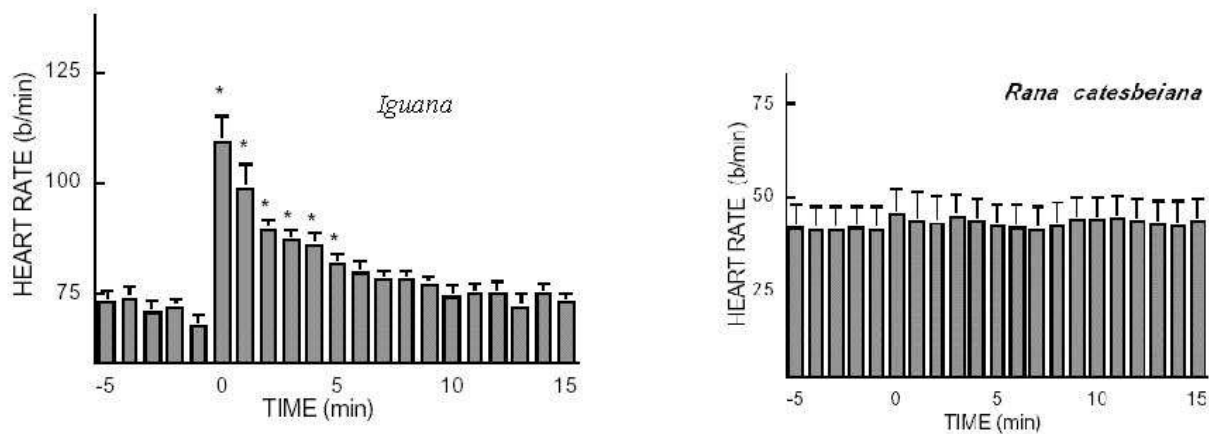 HEART RATE (b/min)
125
100
75
Iguana
*
*
*
*
*
*
-5 0 5 10 15
TIME (min)
HEART RATE (b/min)
75
50
25
Rana catesbeiana
-5 0 5 10 15
TIME (min)